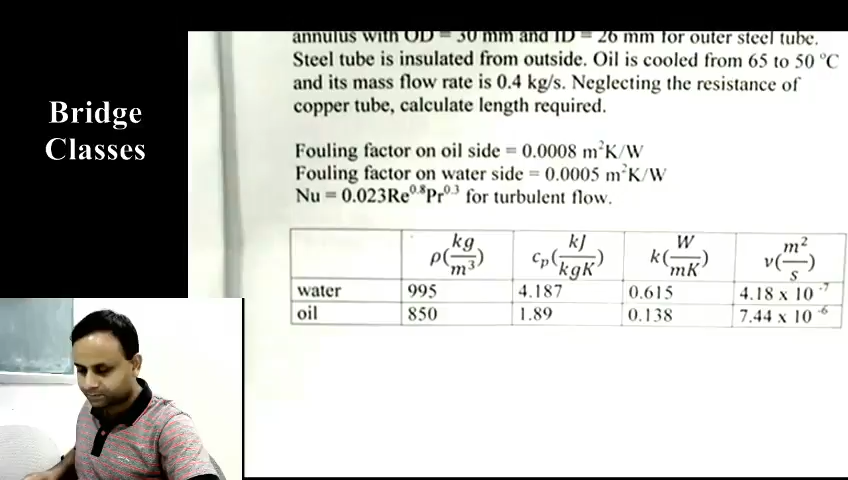 Bridge
Classes
annulus with OD = 30 mm and ID = 26 mm for outer steel tube.
Steel tube is insulated from outside. Oil is cooled from 65 to 50 °C
and its mass flow rate is 0.4 kg/s. Neglecting the resistance of
copper tube, calculate length required.
Fouling factor on oil side = 0.0008 m²K/W
Fouling factor on water side = 0.0005 m²K/W
Nu = 0.023Re^0.8Pr^0.3 for turbulent flow.
ρ(kg/m³) c_p(kJ/kgK) k(W/mK) ν(m²/s)
water 995 4.187 0.615 4.18 x 10^-7
oil 850 1.89 0.138 7.44 x 10^-6